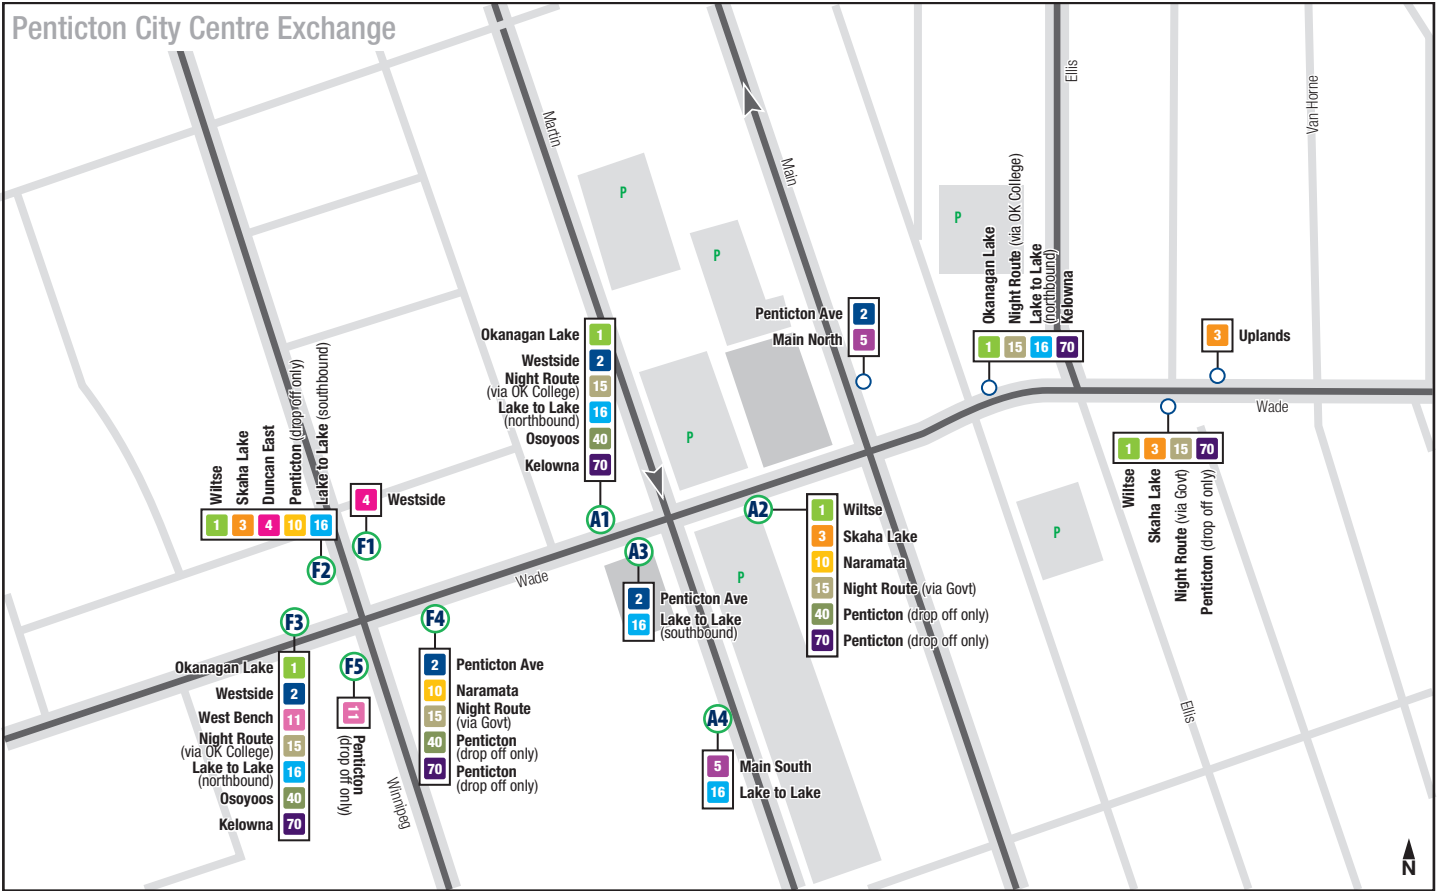 Penticton City Centre Exchange
Martin
Main
Ellis
Van Horne
P
P
P
P
P
P
Okanagan Lake 1
Westside 2
Night Route 15
(via OK College)
Lake to Lake 16
(northbound)
Osoyoos 40
Kelowna 70
A1
Penticton Ave 2
Main North 5
Okanagan Lake
Night Route (via OK College)
Lake to Lake
(northbound)
Kelowna
1 15 16 70
3 Uplands
Wade
1 3 15 70
Wiltse
Skaha Lake
Night Route (via Govt)
Penticton (drop off only)
Wiltse
Skaha Lake
Duncan East
Penticton (drop off only)
Lake to Lake (southbound)
1 3 4 10 16
F2
4 Westside
F1
A2
1 Wiltse
3 Skaha Lake
10 Naramata
15 Night Route (via Govt)
40 Penticton (drop off only)
70 Penticton (drop off only)
A3
2 Penticton Ave
16 Lake to Lake
(southbound)
Wade
F3
Okanagan Lake 1
Westside 2
West Bench 11
Night Route 15
(via OK College)
Lake to Lake 16
(northbound)
Osoyoos 40
Kelowna 70
F5
11
Penticton
(drop off only)
F4
2 Penticton Ave
10 Naramata
15 Night Route
(via Govt)
40 Penticton
(drop off only)
70 Penticton
(drop off only)
Winnipeg
A4
5 Main South
16 Lake to Lake
Ellis
N